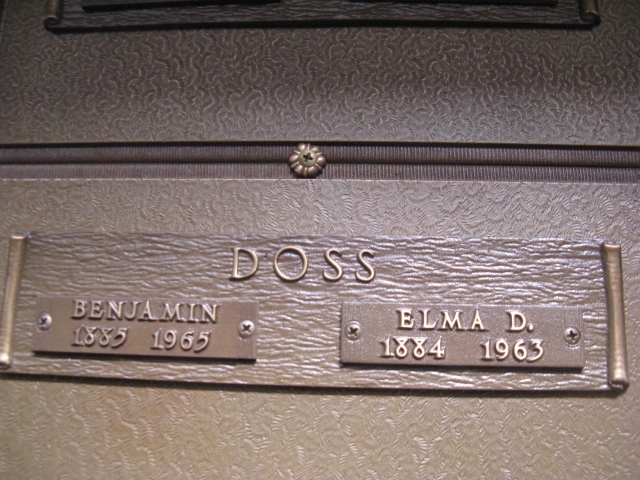 DOSS
BENJAMIN
1885 1965
ELMA D.
1884 1963